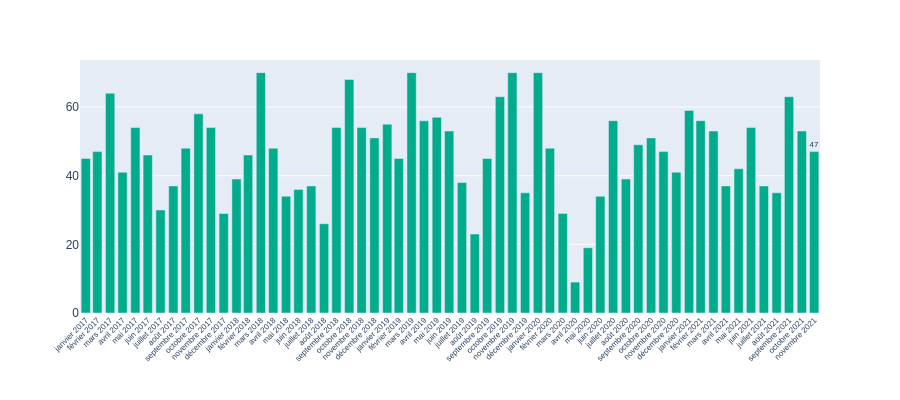 60
40
20
0
47
janvier 2017
février 2017
mars 2017
avril 2017
mai 2017
juin 2017
juillet 2017
août 2017
septembre 2017
octobre 2017
novembre 2017
décembre 2017
janvier 2018
février 2018
mars 2018
avril 2018
mai 2018
juin 2018
juillet 2018
août 2018
septembre 2018
octobre 2018
novembre 2018
décembre 2018
janvier 2019
février 2019
mars 2019
avril 2019
mai 2019
juin 2019
juillet 2019
août 2019
septembre 2019
octobre 2019
novembre 2019
décembre 2019
janvier 2020
février 2020
mars 2020
avril 2020
mai 2020
juin 2020
juillet 2020
août 2020
septembre 2020
octobre 2020
novembre 2020
décembre 2020
janvier 2021
février 2021
mars 2021
avril 2021
mai 2021
juin 2021
juillet 2021
août 2021
septembre 2021
octobre 2021
novembre 2021